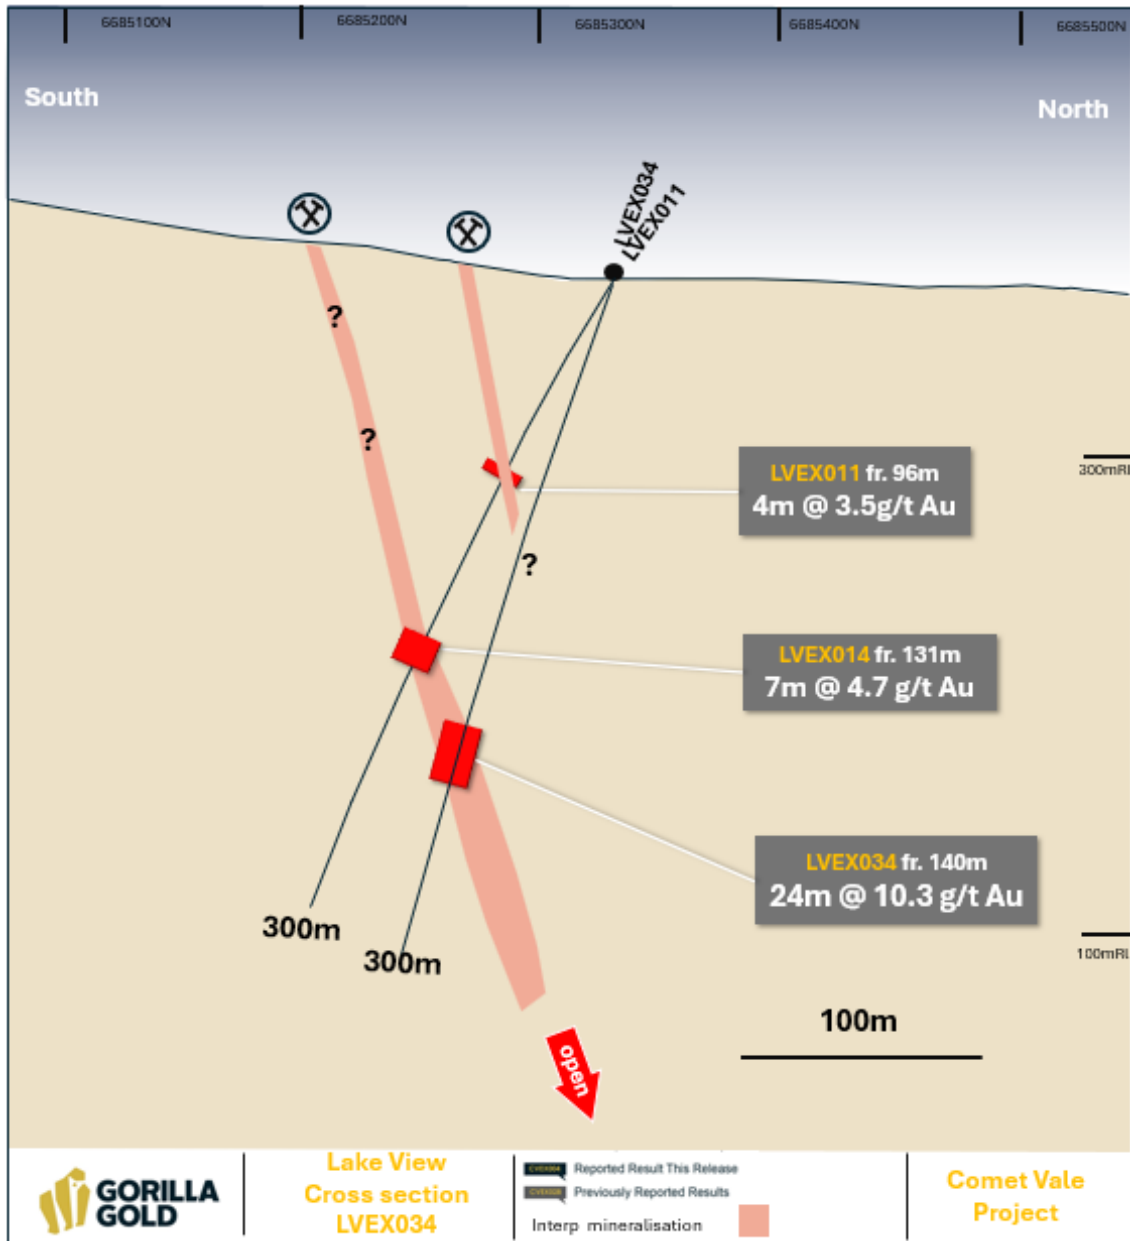 6685100N
6685200N
6685300N
6685400N
6685500N
South
North
LVEX034
LVEX011
?
?
LVEX011 fr. 96m
4m @ 3.5g/t Au
300mRL
?
LVEX014 fr. 131m
7m @ 4.7 g/t Au
LVEX034 fr. 140m
24m @ 10.3 g/t Au
300m
300m
100mRL
100m
open
GORILLA
GOLD
Lake View
Cross section
LVEX034
Reported Result This Release
Previously Reported Results
Interp mineralisation
Comet Vale
Project